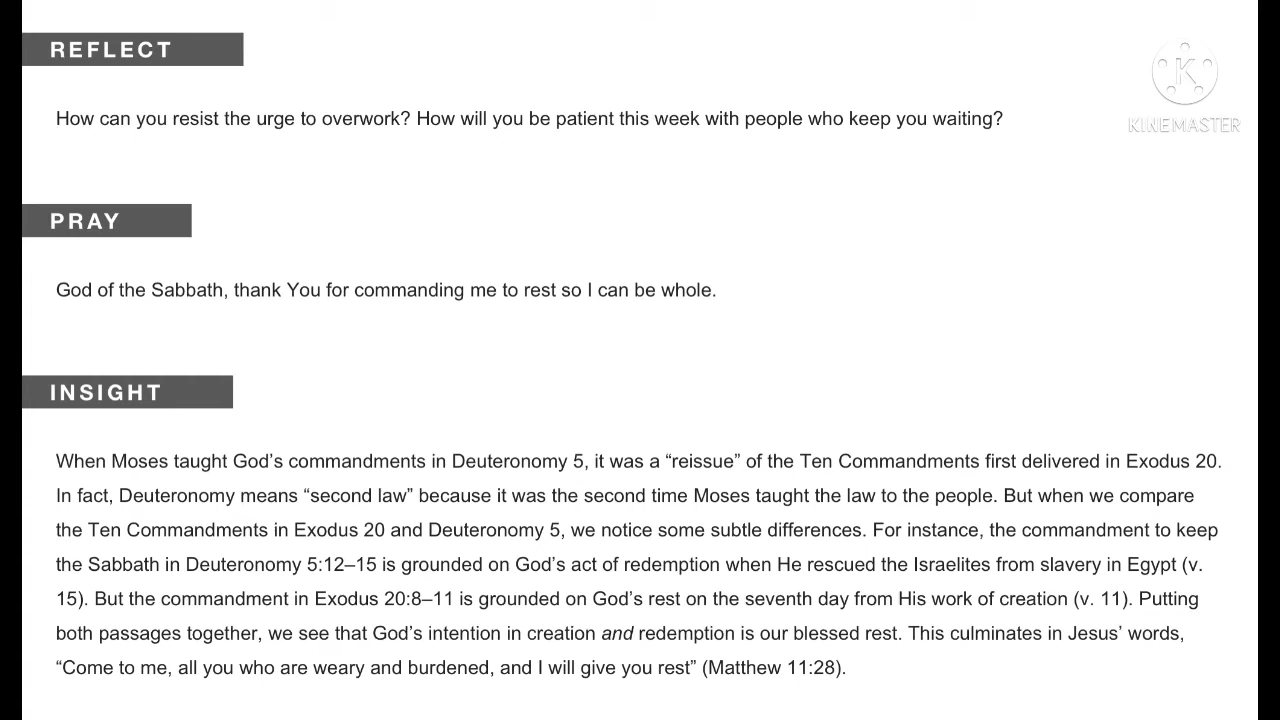 REFLECT
KINEMASTER
How can you resist the urge to overwork? How will you be patient this week with people who keep you waiting?
PRAY
God of the Sabbath, thank You for commanding me to rest so I can be whole.
INSIGHT
When Moses taught God’s commandments in Deuteronomy 5, it was a “reissue” of the Ten Commandments first delivered in Exodus 20.
In fact, Deuteronomy means “second law” because it was the second time Moses taught the law to the people. But when we compare
the Ten Commandments in Exodus 20 and Deuteronomy 5, we notice some subtle differences. For instance, the commandment to keep
the Sabbath in Deuteronomy 5:12–15 is grounded on God’s act of redemption when He rescued the Israelites from slavery in Egypt (v.
15). But the commandment in Exodus 20:8–11 is grounded on God’s rest on the seventh day from His work of creation (v. 11). Putting
both passages together, we see that God’s intention in creation and redemption is our blessed rest. This culminates in Jesus’ words,
“Come to me, all you who are weary and burdened, and I will give you rest” (Matthew 11:28).